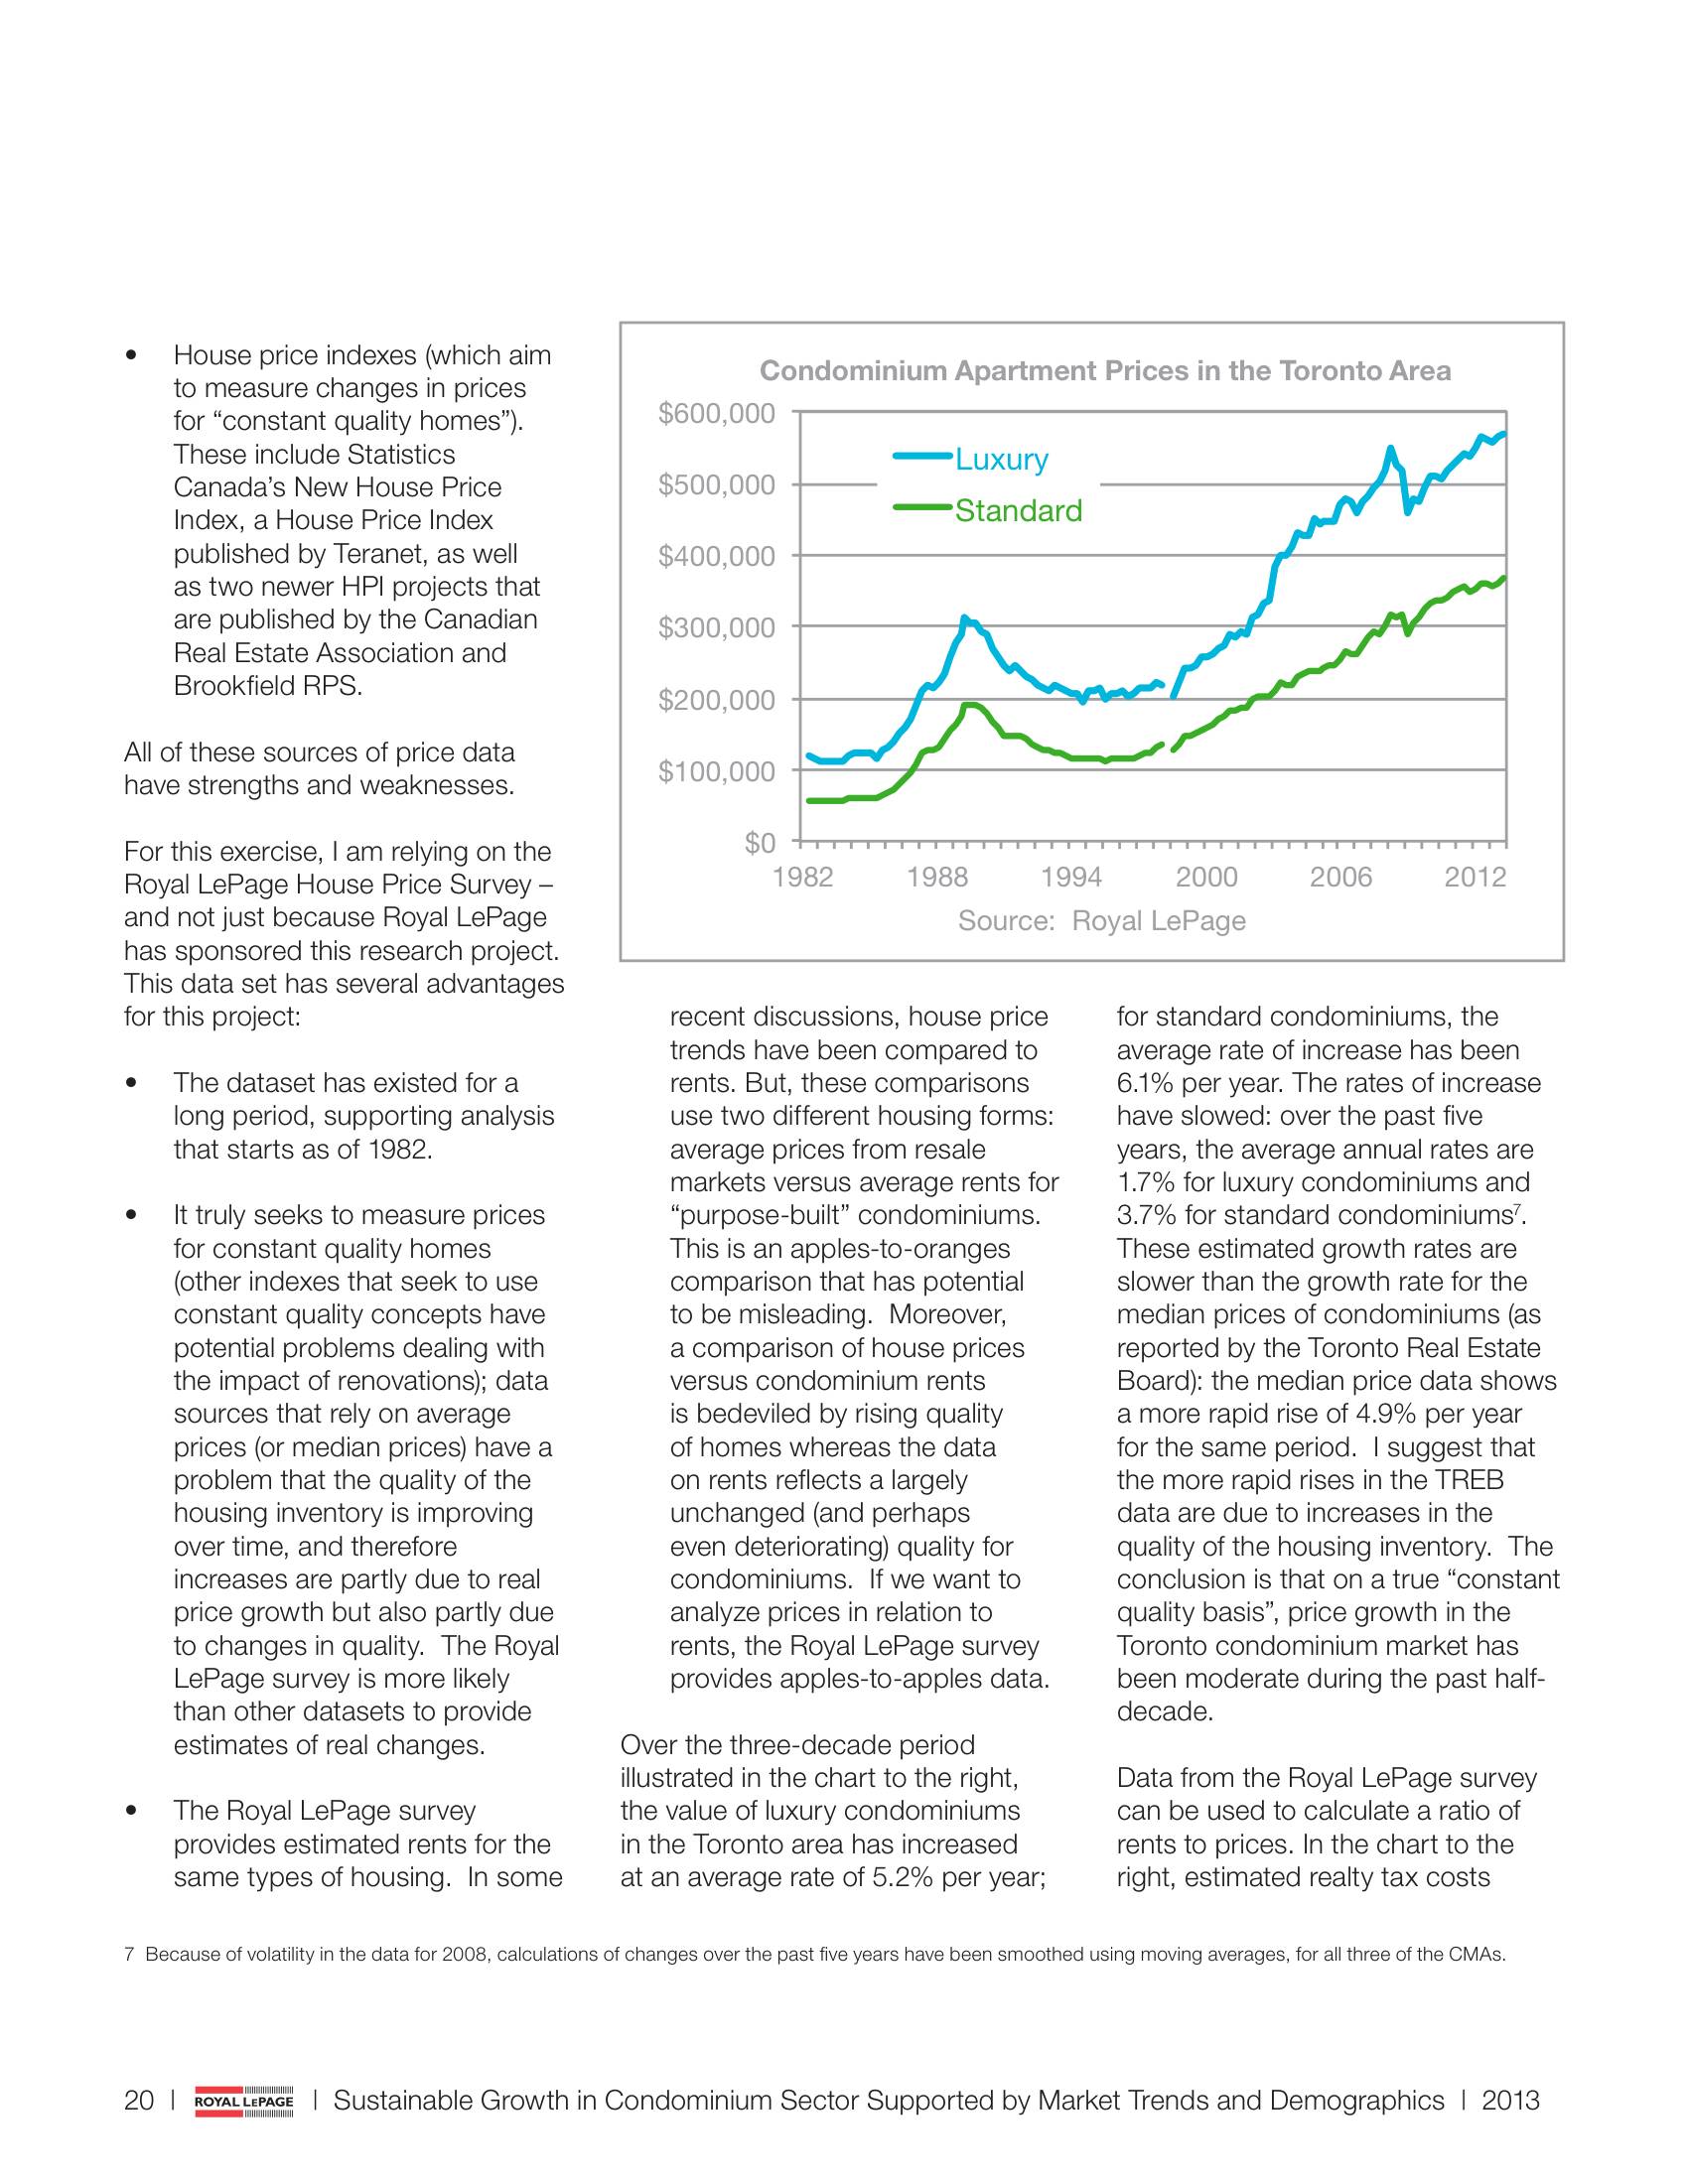 • House price indexes (which aim
to measure changes in prices
for “constant quality homes”).
These include Statistics
Canada’s New House Price
Index, a House Price Index
published by Teranet, as well
as two newer HPI projects that
are published by the Canadian
Real Estate Association and
Brookfield RPS.
All of these sources of price data
have strengths and weaknesses.
For this exercise, I am relying on the
Royal LePage House Price Survey –
and not just because Royal LePage
has sponsored this research project.
This data set has several advantages
for this project:
• The dataset has existed for a
long period, supporting analysis
that starts as of 1982.
• It truly seeks to measure prices
for constant quality homes
(other indexes that seek to use
constant quality concepts have
potential problems dealing with
the impact of renovations); data
sources that rely on average
prices (or median prices) have a
problem that the quality of the
housing inventory is improving
over time, and therefore
increases are partly due to real
price growth but also partly due
to changes in quality.  The Royal
LePage survey is more likely
than other datasets to provide
estimates of real changes.
• The Royal LePage survey
provides estimated rents for the
same types of housing.  In some
Condominium Apartment Prices in the Toronto Area
$600,000
$500,000
$400,000
$300,000
$200,000
$100,000
$0
Luxury
Standard
1982 1988 1994 2000 2006 2012
Source:  Royal LePage
recent discussions, house price
trends have been compared to
rents. But, these comparisons
use two different housing forms:
average prices from resale
markets versus average rents for
“purpose-built” condominiums.
This is an apples-to-oranges
comparison that has potential
to be misleading.  Moreover,
a comparison of house prices
versus condominium rents
is bedeviled by rising quality
of homes whereas the data
on rents reflects a largely
unchanged (and perhaps
even deteriorating) quality for
condominiums.  If we want to
analyze prices in relation to
rents, the Royal LePage survey
provides apples-to-apples data.
Over the three-decade period
illustrated in the chart to the right,
the value of luxury condominiums
in the Toronto area has increased
at an average rate of 5.2% per year;
for standard condominiums, the
average rate of increase has been
6.1% per year. The rates of increase
have slowed: over the past five
years, the average annual rates are
1.7% for luxury condominiums and
3.7% for standard condominiums7.
These estimated growth rates are
slower than the growth rate for the
median prices of condominiums (as
reported by the Toronto Real Estate
Board): the median price data shows
a more rapid rise of 4.9% per year
for the same period.  I suggest that
the more rapid rises in the TREB
data are due to increases in the
quality of the housing inventory.  The
conclusion is that on a true “constant
quality basis”, price growth in the
Toronto condominium market has
been moderate during the past half-
decade.
Data from the Royal LePage survey
can be used to calculate a ratio of
rents to prices. In the chart to the
right, estimated realty tax costs
7  Because of volatility in the data for 2008, calculations of changes over the past five years have been smoothed using moving averages, for all three of the CMAs.
20 | ROYAL LEPAGE | Sustainable Growth in Condominium Sector Supported by Market Trends and Demographics | 2013